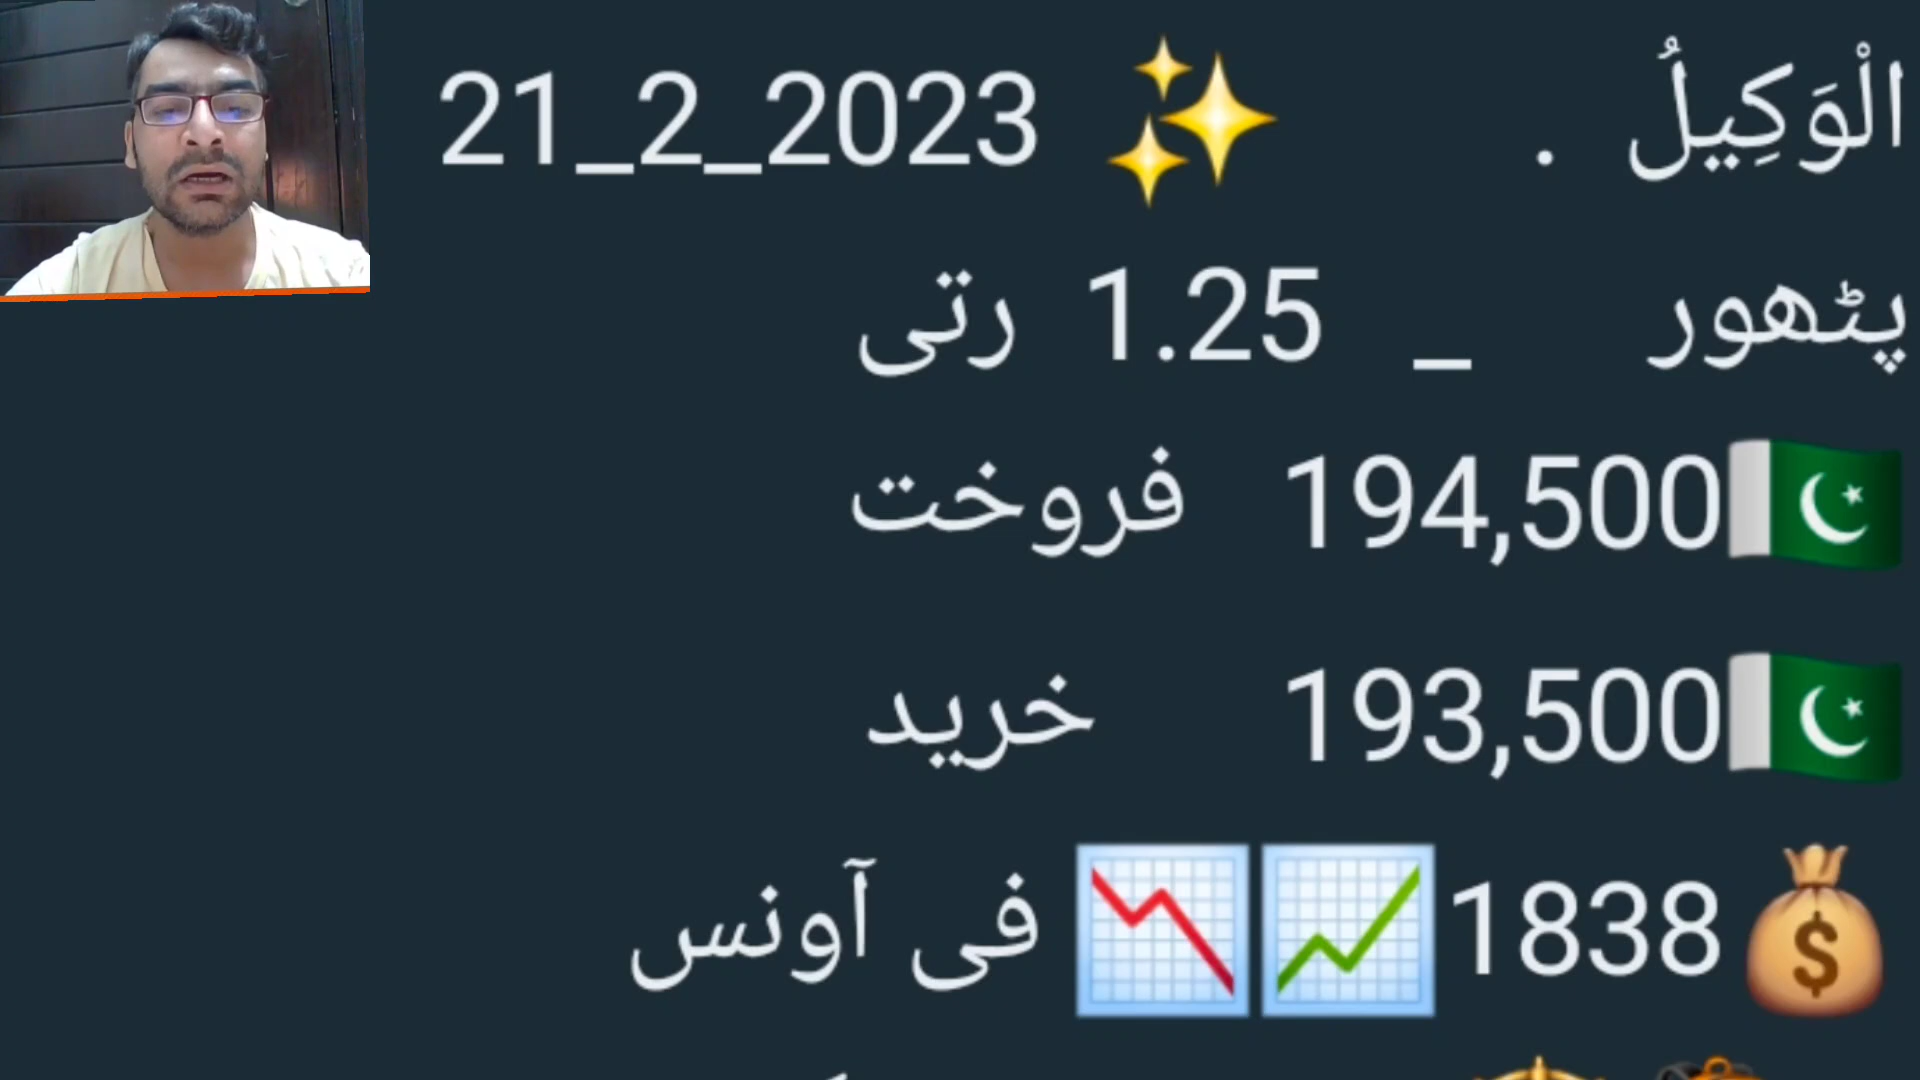 الْوَكِيلُ . ✨ 21_2_2023
پٹھور _ 1.25 رتی
🇵🇰194,500 فروخت
🇵🇰193,500 خرید
💰1838📈📉 فی آونس